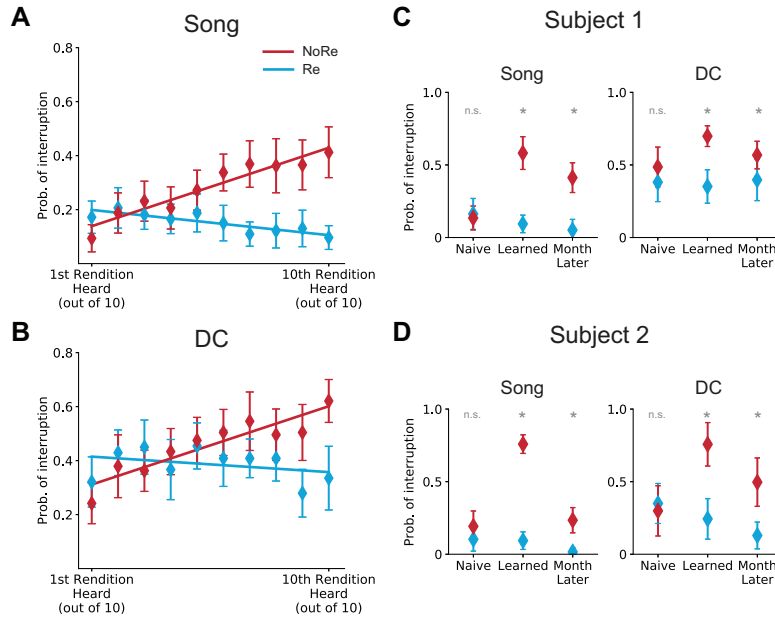 A
Song
NoRe
Re
Prob. of interruption
0.8
0.6
0.4
0.2
1st Rendition
Heard
(out of 10)
10th Rendition
Heard
(out of 10)
B
DC
Prob. of interruption
0.8
0.6
0.4
0.2
1st Rendition
Heard
(out of 10)
10th Rendition
Heard
(out of 10)
C
Subject 1
Song
Prob. of interruption
1.0
0.5
0
n.s.
*
*
Naive
Learned
Month
Later
DC
1.0
0.5
0
n.s.
*
*
Naive
Learned
Month
Later
D
Subject 2
Song
Prob. of interruption
1.0
0.5
0
n.s.
*
*
Naive
Learned
Month
Later
DC
1.0
0.5
0
n.s.
*
*
Naive
Learned
Month
Later